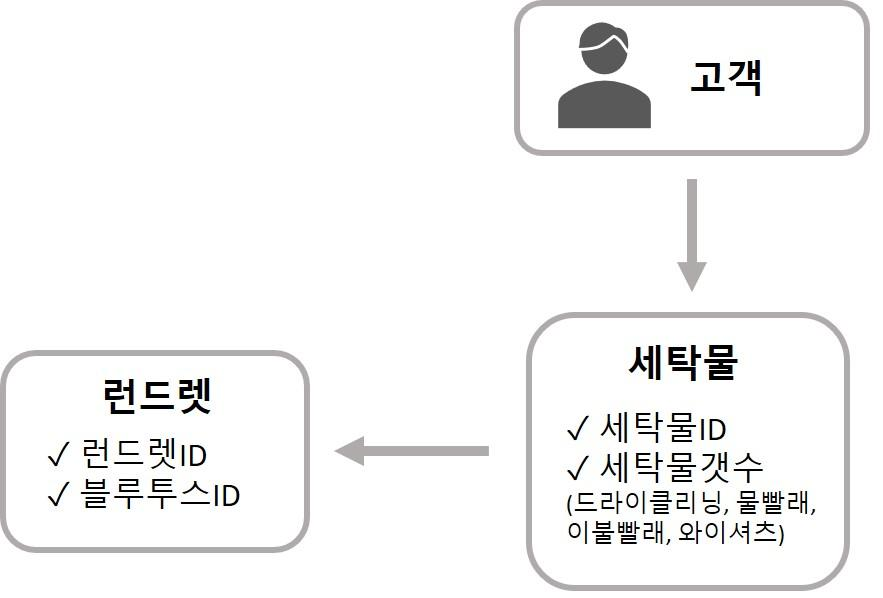 고객
세탁물
✓ 세탁물ID
✓ 세탁물갯수
(드라이클리닝, 물빨래,
이불빨래, 와이셔츠)
런드렛
✓ 런드렛ID
✓ 블루투스ID